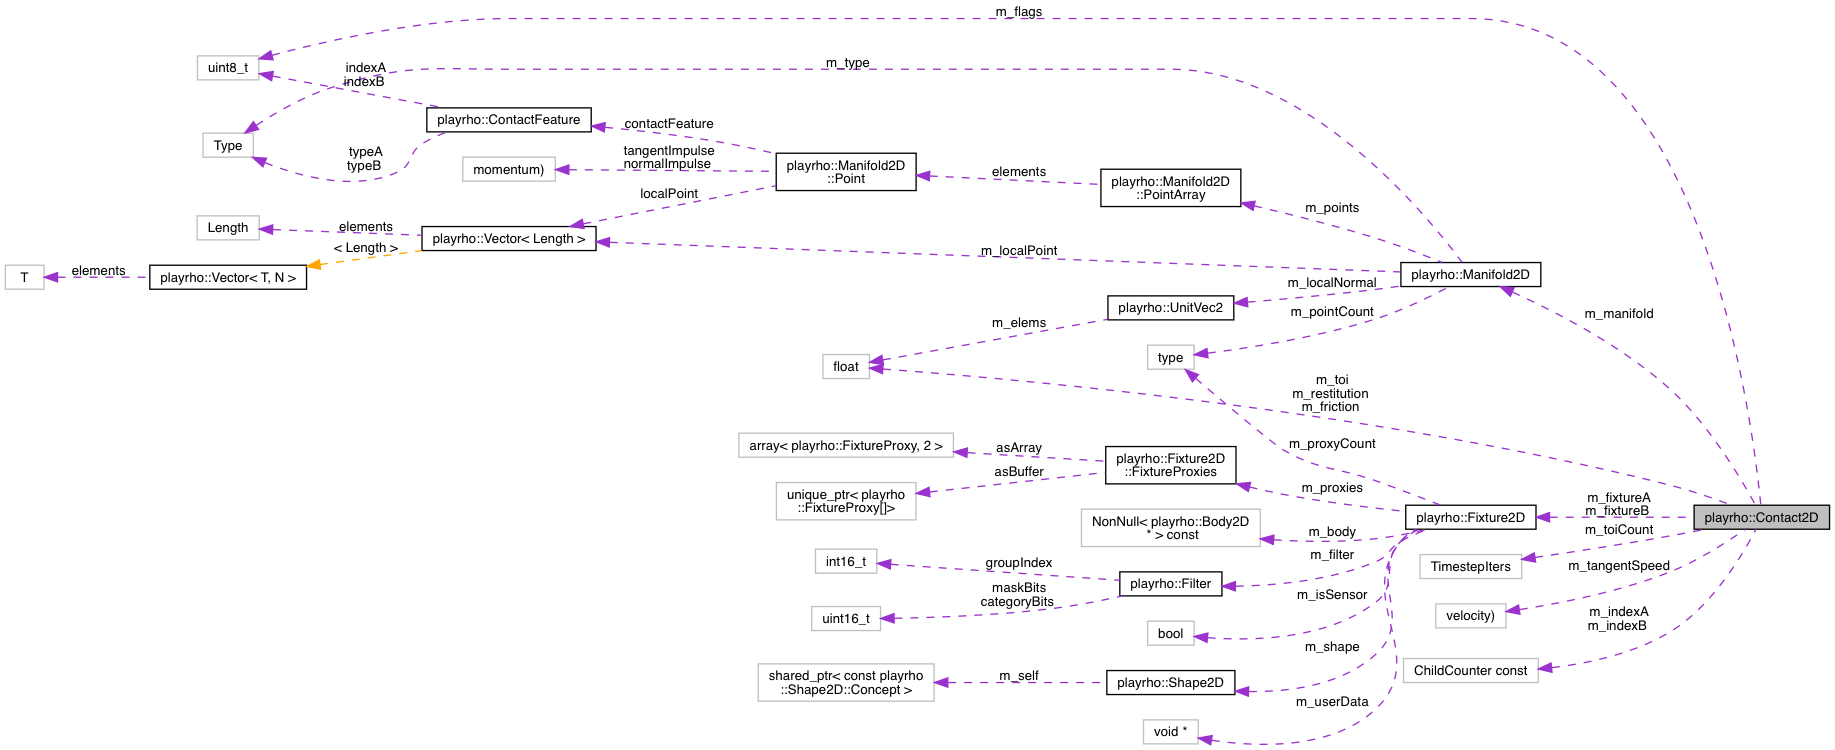 m_flags
uint8_t
indexA
indexB
m_type
playrho::ContactFeature
contactFeature
Type
typeA
typeB
tangentImpulse
normalImpulse
momentum)
playrho::Manifold2D
::Point
elements
playrho::Manifold2D
::PointArray
localPoint
m_points
Length
elements
playrho::Vector< Length >
< Length >
m_localPoint
T
elements
playrho::Vector< T, N >
playrho::Manifold2D
m_localNormal
playrho::UnitVec2
m_pointCount
m_manifold
m_elems
type
float
m_toi
m_restitution
m_friction
array< playrho::FixtureProxy, 2 >
asArray
m_proxyCount
playrho::Fixture2D
::FixtureProxies
asBuffer
unique_ptr< playrho
::FixtureProxy[]>
m_proxies
m_fixtureA
m_fixtureB
playrho::Fixture2D
playrho::Contact2D
NonNull< playrho::Body2D
* > const
m_body
m_toiCount
int16_t
groupIndex
m_filter
TimestepIters
m_tangentSpeed
playrho::Filter
maskBits
categoryBits
uint16_t
m_isSensor
velocity)
m_indexA
m_indexB
bool
m_shape
ChildCounter const
shared_ptr< const playrho
::Shape2D::Concept >
m_self
playrho::Shape2D
m_userData
void *